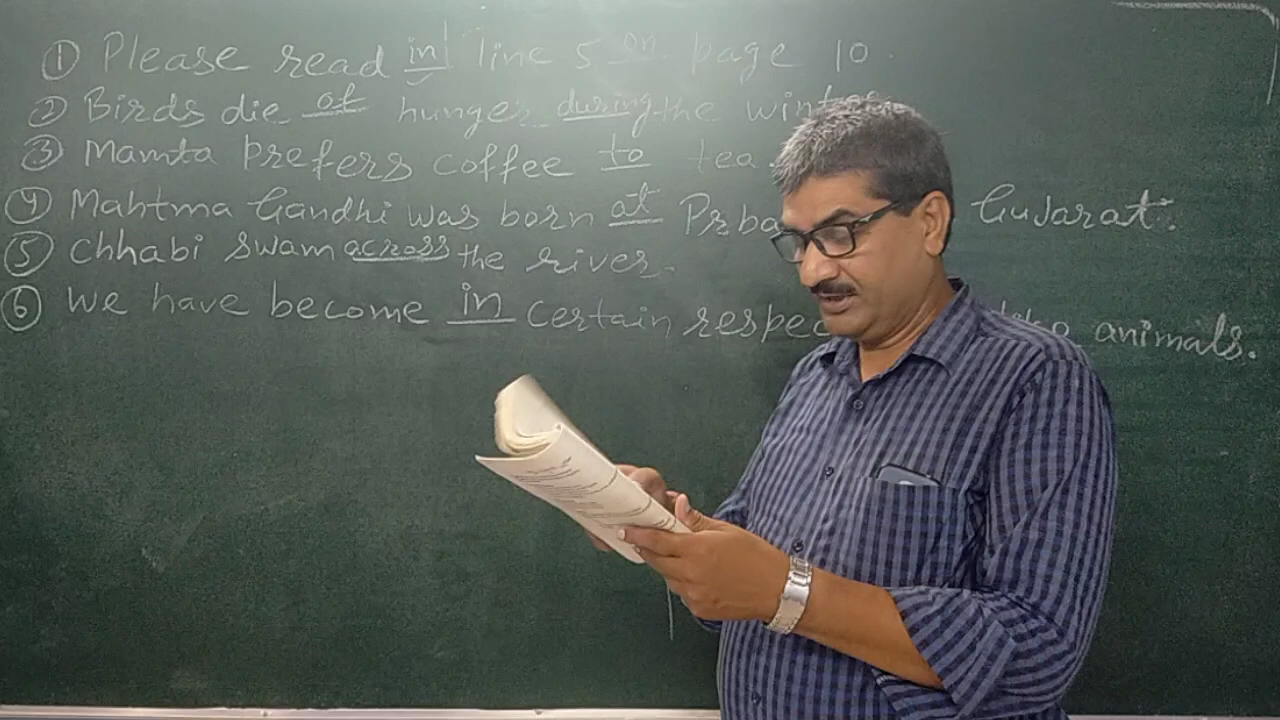 ① Please read in line 5 on page 10.
② Birds die of hunger during the winter
③ Mamta prefers coffee to tea.
④ Mahtma Gandhi was born at Gujarat.
⑤ Chhabi swam across the river.
⑥ We have become in certain animals.